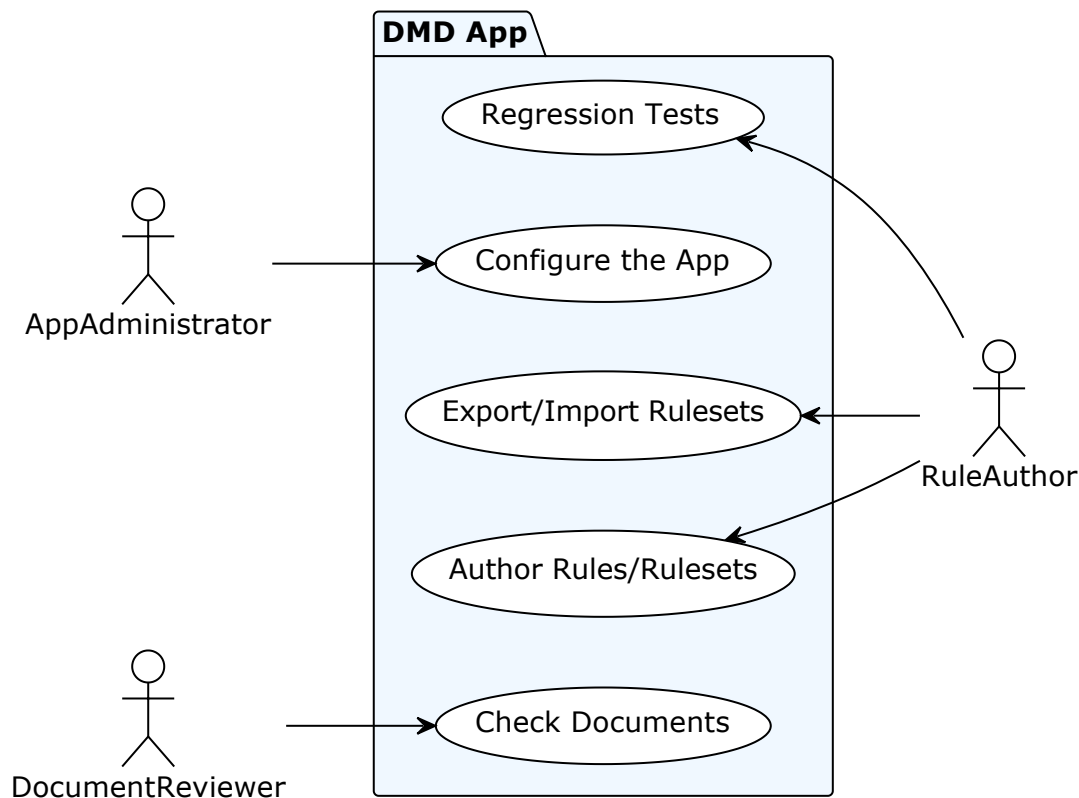 DMD App
Regression Tests
Configure the App
AppAdministrator
Export/Import Rulesets
RuleAuthor
Author Rules/Rulesets
Check Documents
DocumentReviewer